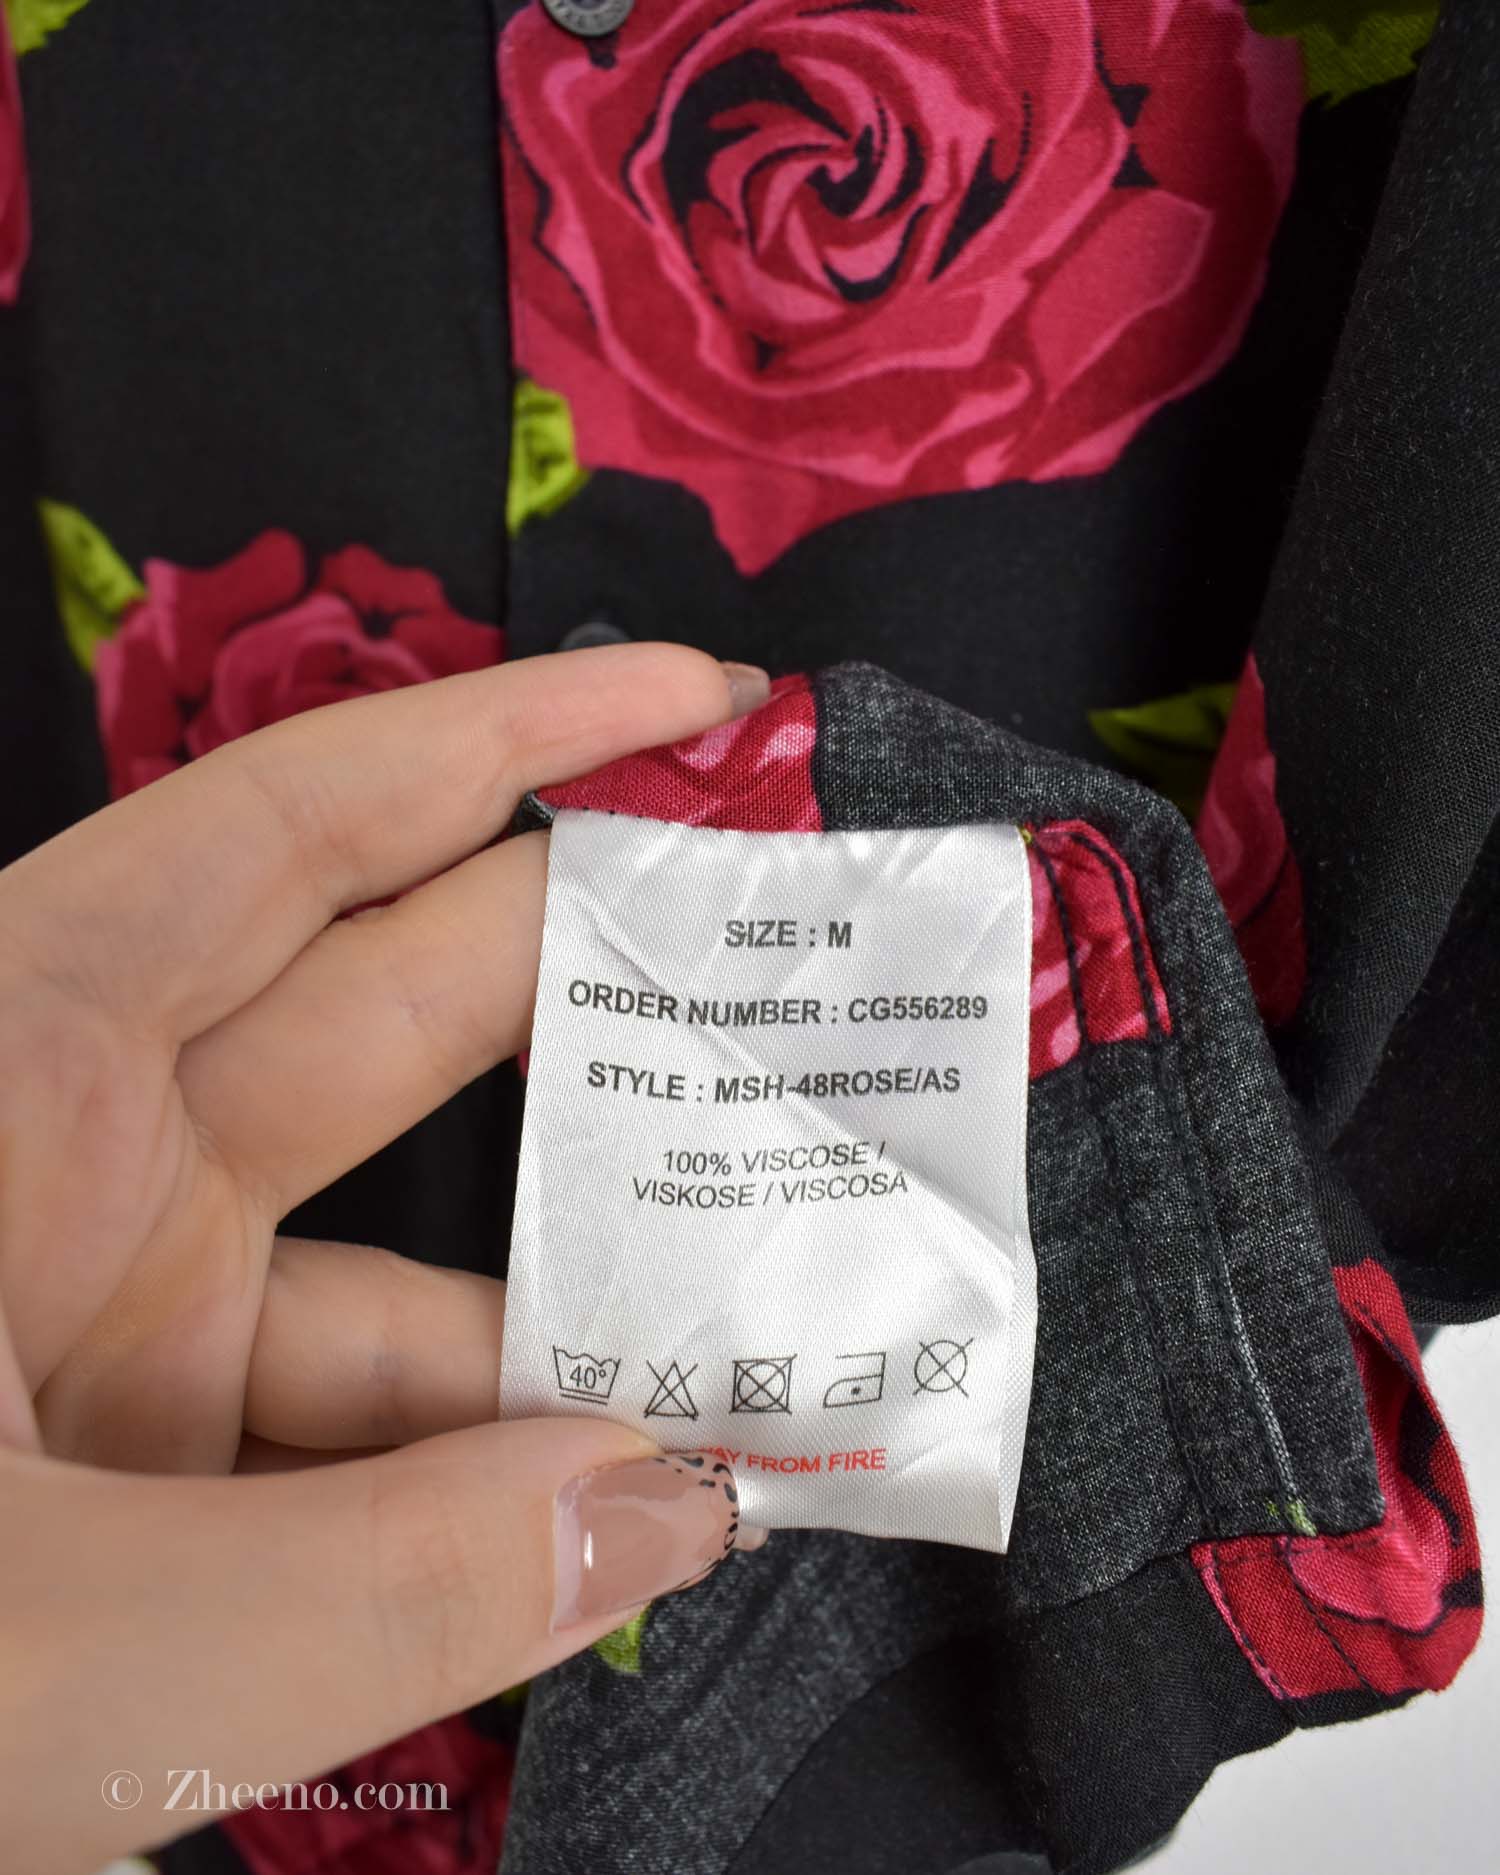 SIZE : M
ORDER NUMBER : CG556289
STYLE : MSH-48ROSE/AS
100% VISCOSE /
VISKOSE / VISCOSA
40°
FROM FIRE
© Zheeno.com